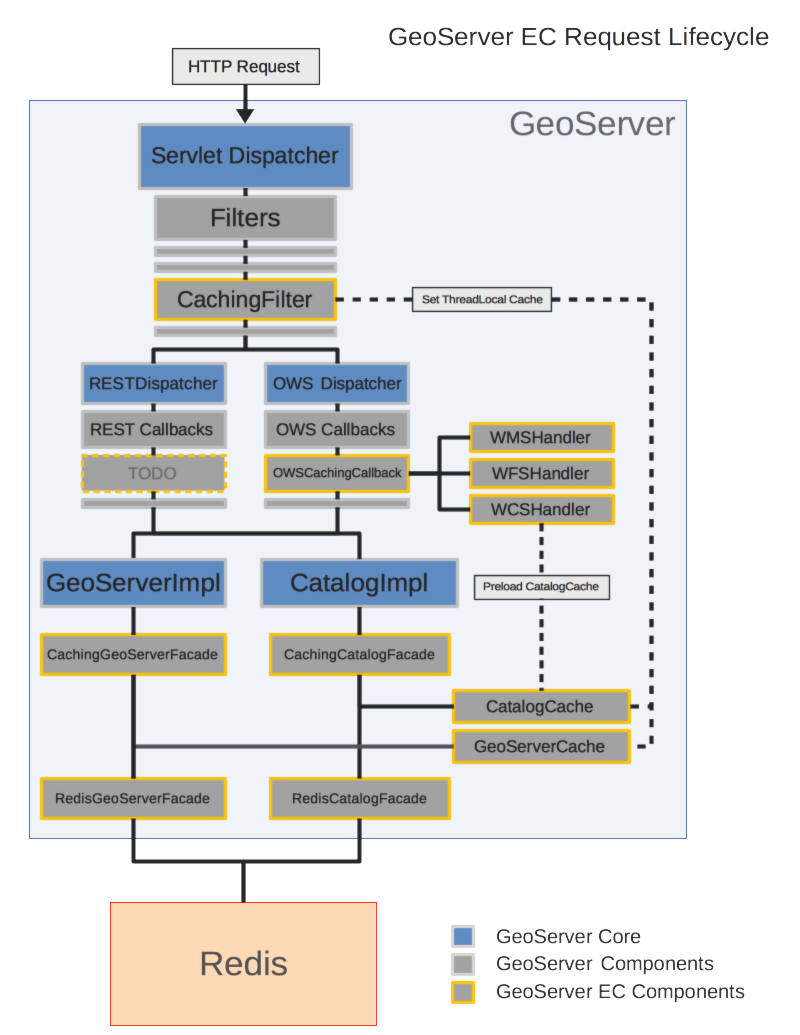 GeoServer EC Request Lifecycle
HTTP Request
GeoServer
Servlet Dispatcher
Filters
CachingFilter
Set ThreadLocal Cache
RESTDispatcher
OWS Dispatcher
REST Callbacks
OWS Callbacks
WMSHandler
TODO
OWSCachingCallback
WFSHandler
WCSHandler
GeoServerImpl
CatalogImpl
Preload CatalogCache
CachingGeoServerFacade
CachingCatalogFacade
CatalogCache
GeoServerCache
RedisGeoServerFacade
RedisCatalogFacade
Redis
GeoServer Core
GeoServer Components
GeoServer EC Components